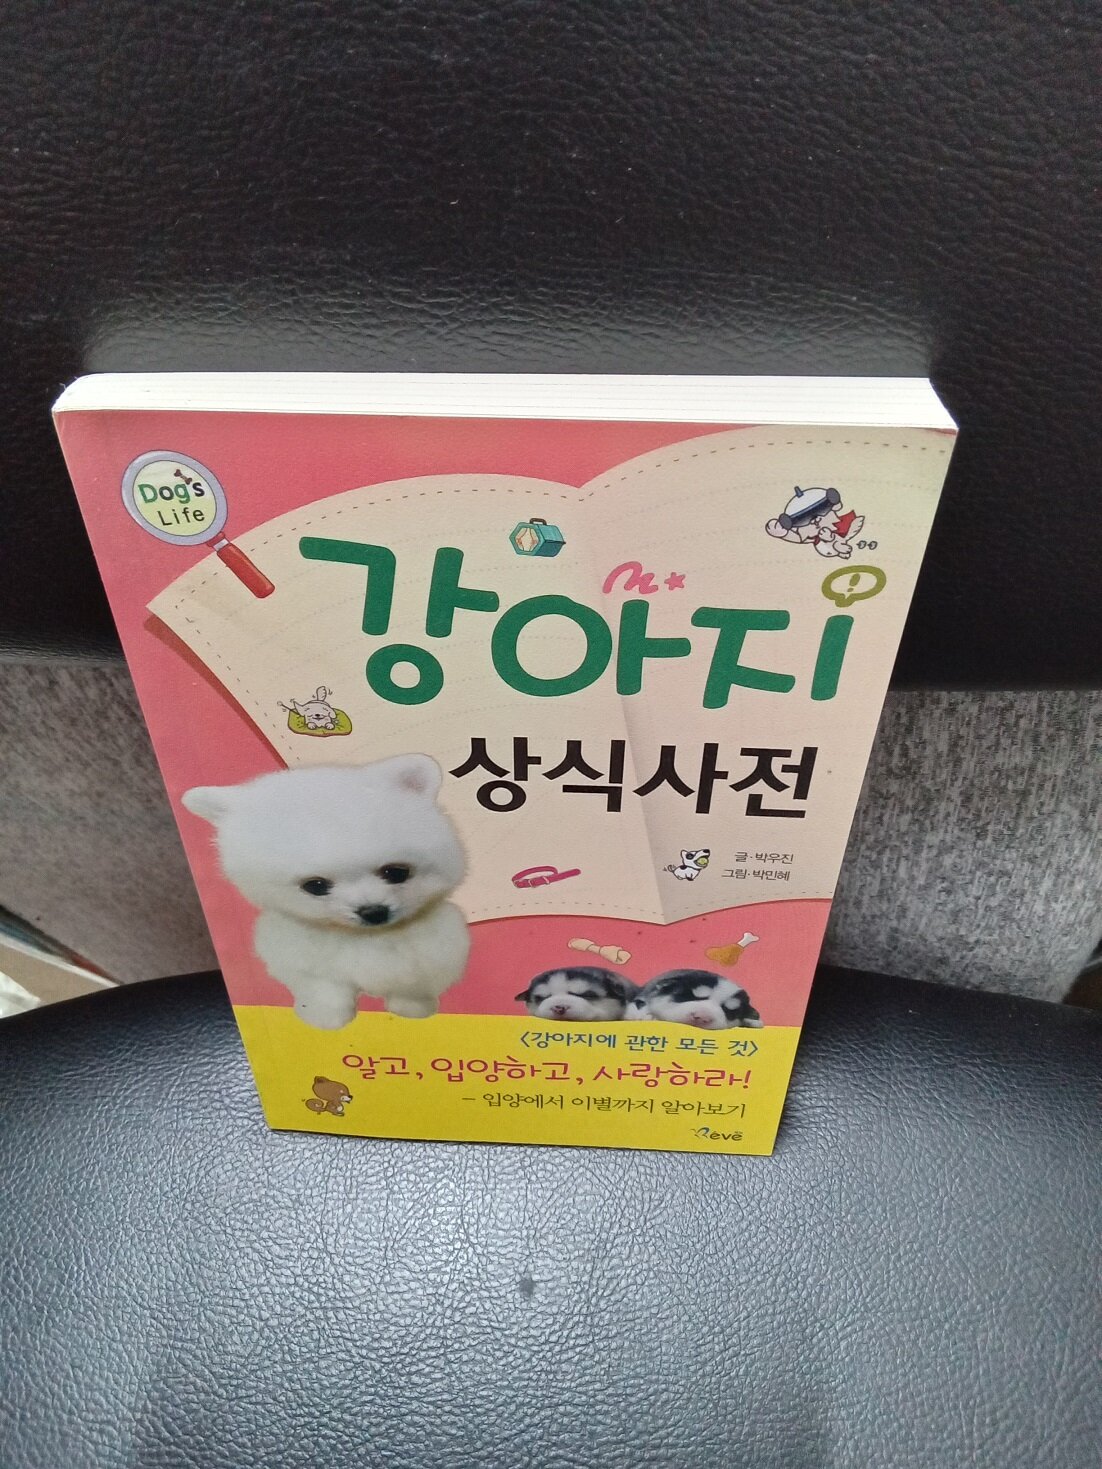 Dog's
Life
강아지
상식사전
글·박우진
그림·박민혜
<강아지에 관한 모든 것>
알고, 입양하고, 사랑하라!
- 입양에서 이별까지 알아보기
Reve